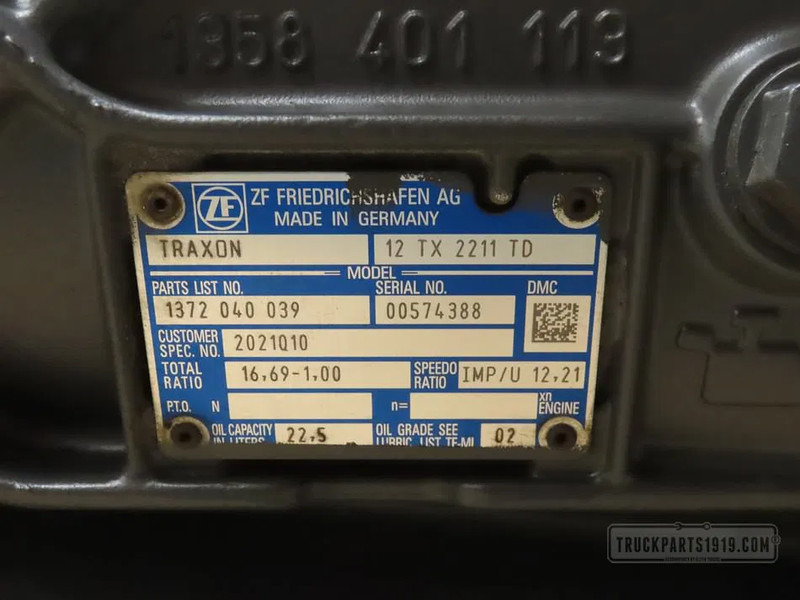 1358 401 119
ZF
ZF FRIEDRICHSHAFEN AG
MADE IN GERMANY
TRAXON 12 TX 2211 TD
MODEL
PARTS LIST NO. SERIAL NO. DMC
1372 040 039 00574388
CUSTOMER
SPEC. NO. 2021Q10
TOTAL
RATIO 16,69-1,00 SPEEDO
RATIO IMP/U 12,21
P.T.O. N n= xn
ENGINE
OIL CAPACITY
IN LITERS 22,5 OIL GRADE SEE
LUBRIC. LIST TE-ML 02
TRUCKPARTS1919.COM